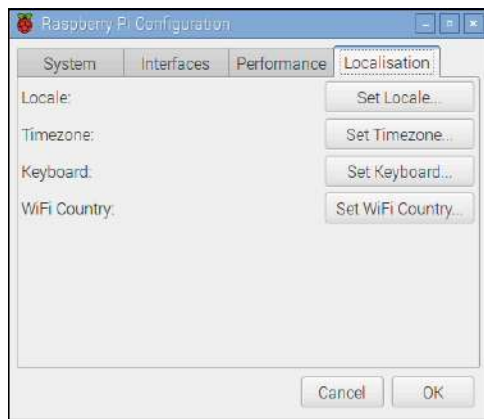 Raspberry Pi Configuration
System Interfaces Performance Localisation
Locale: Set Locale...
Timezone: Set Timezone...
Keyboard: Set Keyboard...
WiFi Country: Set WiFi Country...
Cancel OK